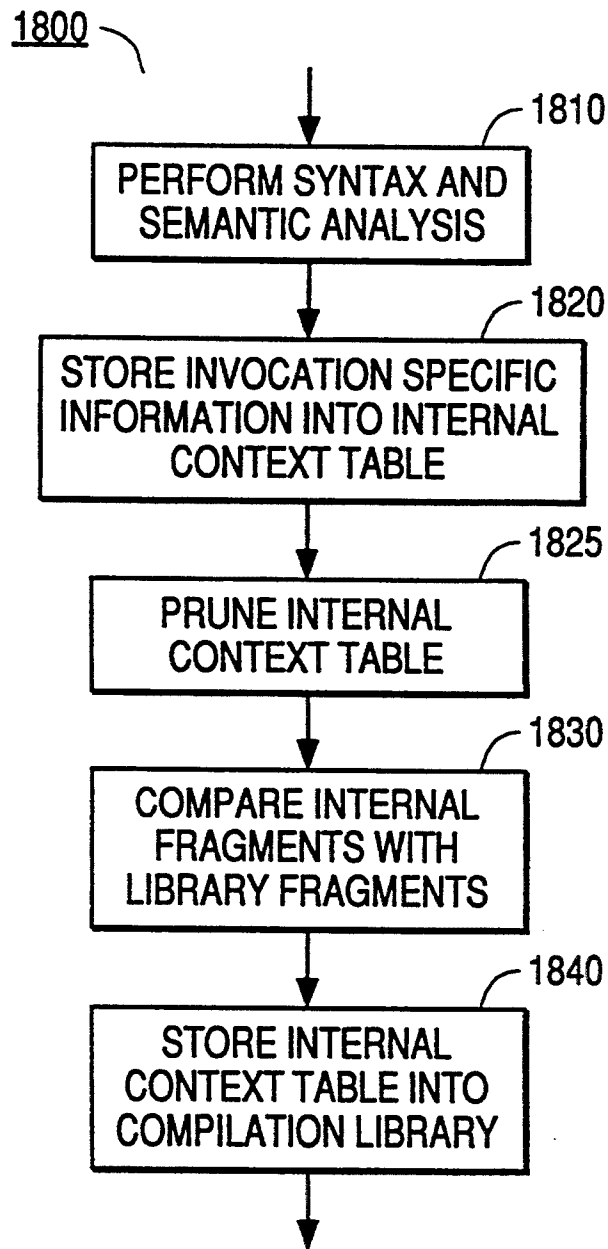 1800
1810
PERFORM SYNTAX AND
SEMANTIC ANALYSIS
1820
STORE INVOCATION SPECIFIC
INFORMATION INTO INTERNAL
CONTEXT TABLE
1825
PRUNE INTERNAL
CONTEXT TABLE
1830
COMPARE INTERNAL
FRAGMENTS WITH
LIBRARY FRAGMENTS
1840
STORE INTERNAL
CONTEXT TABLE INTO
COMPILATION LIBRARY